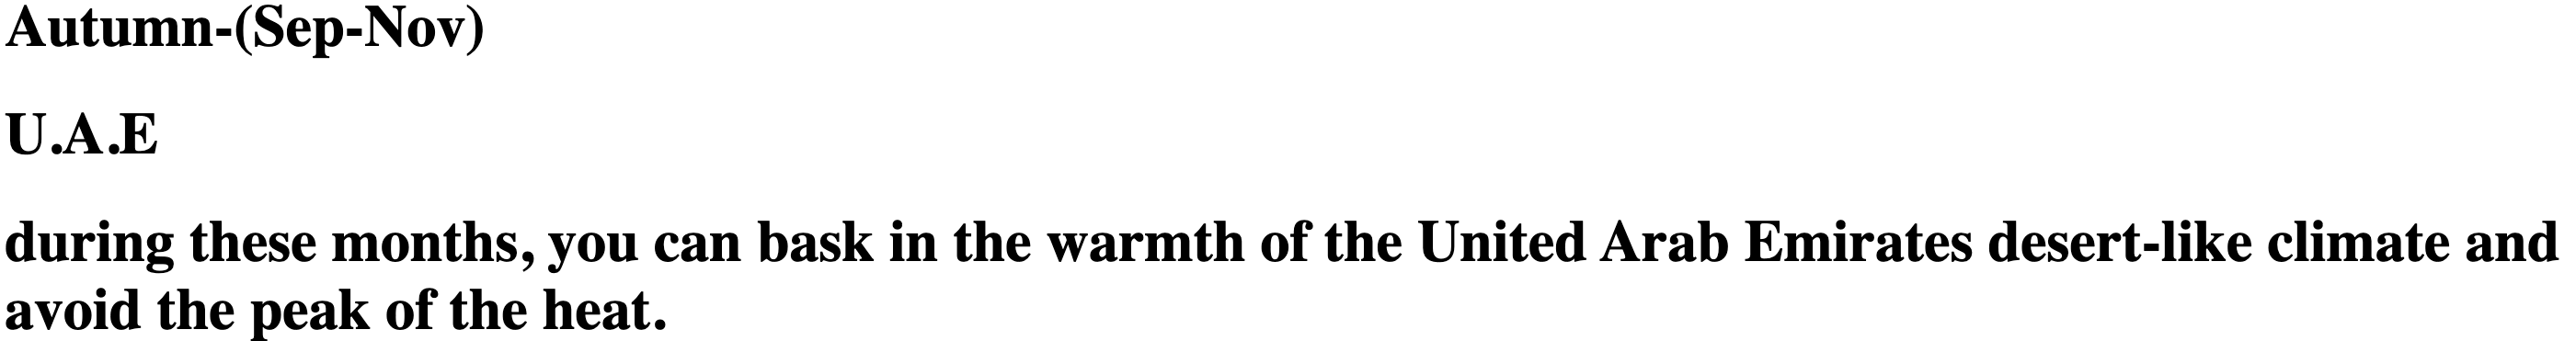 Autumn-(Sep-Nov)
U.A.E
during these months, you can bask in the warmth of the United Arab Emirates desert-like climate and
avoid the peak of the heat.